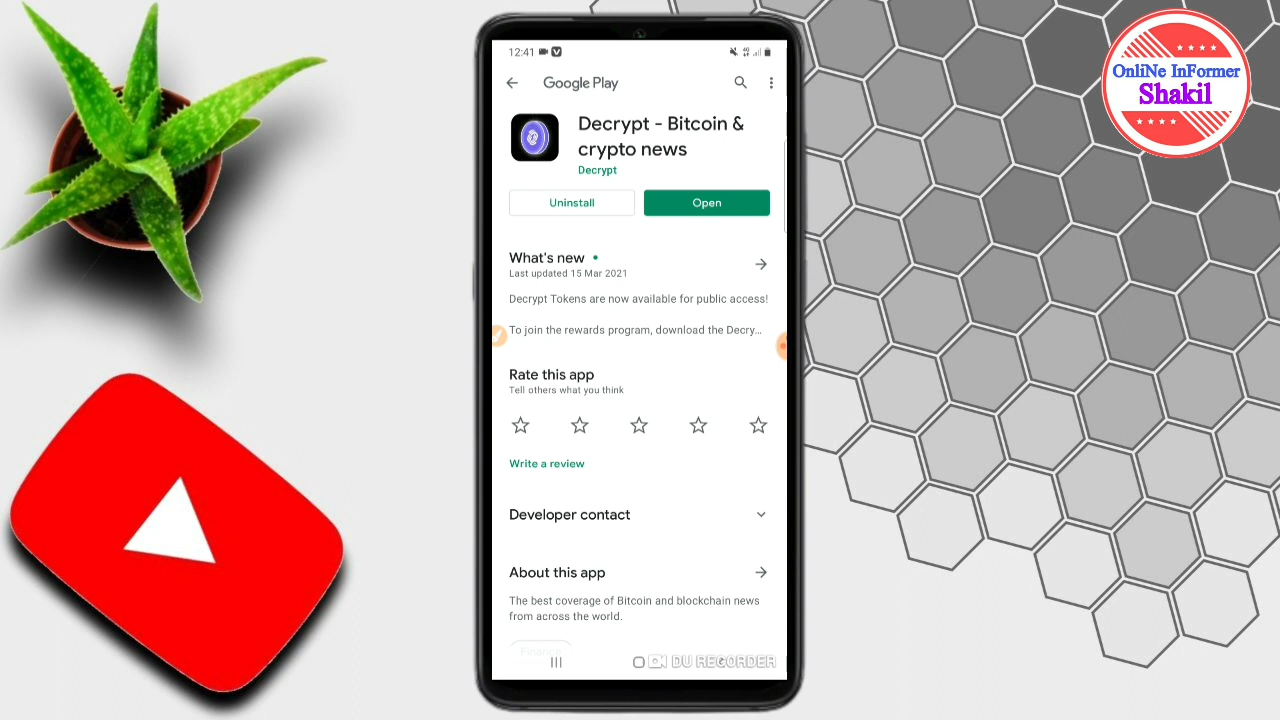 12:41
Google Play
Decrypt - Bitcoin &
crypto news
Decrypt
Uninstall
Open
What's new
Last updated 15 Mar 2021
Decrypt Tokens are now available for public access!
To join the rewards program, download the Decry...
Rate this app
Tell others what you think
Write a review
Developer contact
About this app
The best coverage of Bitcoin and blockchain news
from across the world.
Finance
DU RECORDER
OnliNe InFormer
Shakil